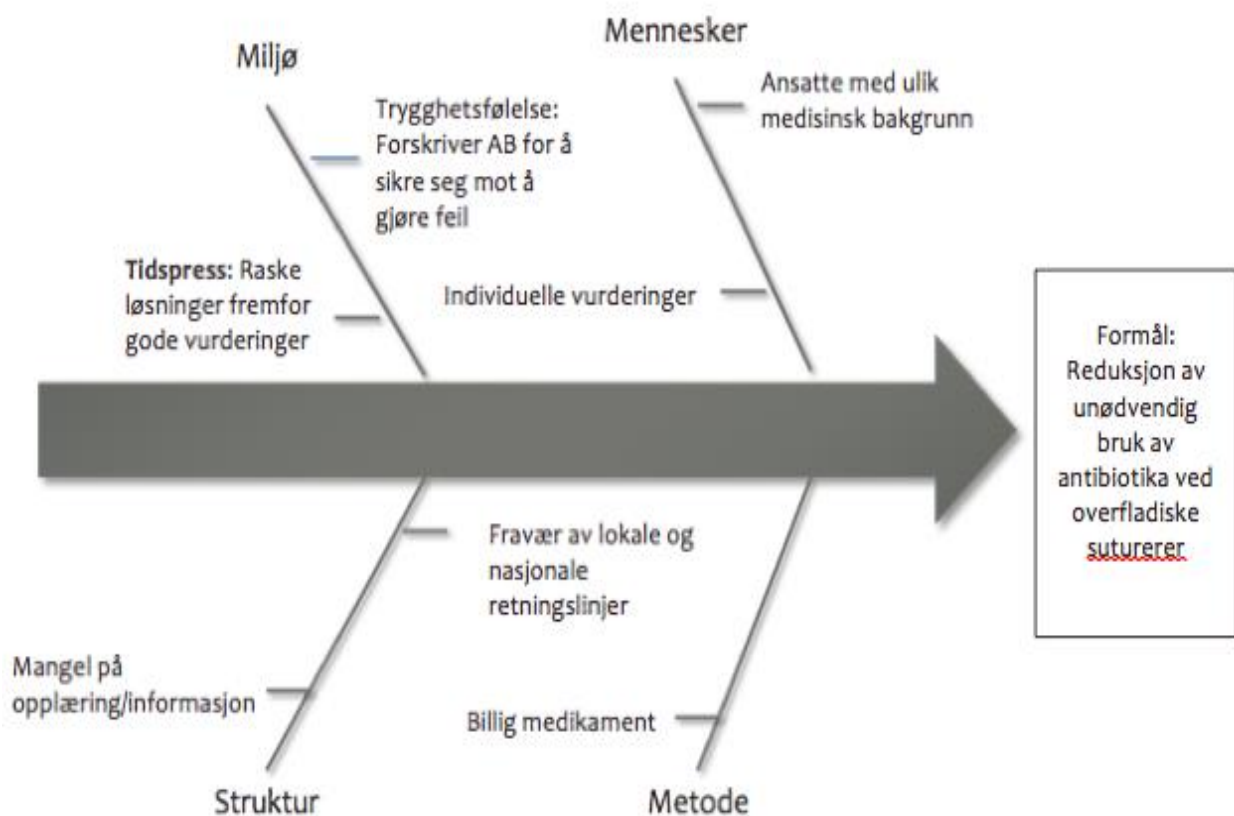 Miljø
Mennesker
Trygghetsfølelse:
Forskriver AB for å
sikre seg mot å
gjøre feil
Ansatte med ulik
medisinsk bakgrunn
Tidspress: Raske
løsninger fremfor
gode vurderinger
Individuelle vurderinger
Formål:
Reduksjon av
unødvendig
bruk av
antibiotika ved
overfladiske
suturerer
Fravær av lokale og
nasjonale
retningslinjer
Mangel på
opplæring/informasjon
Billig medikament
Struktur
Metode